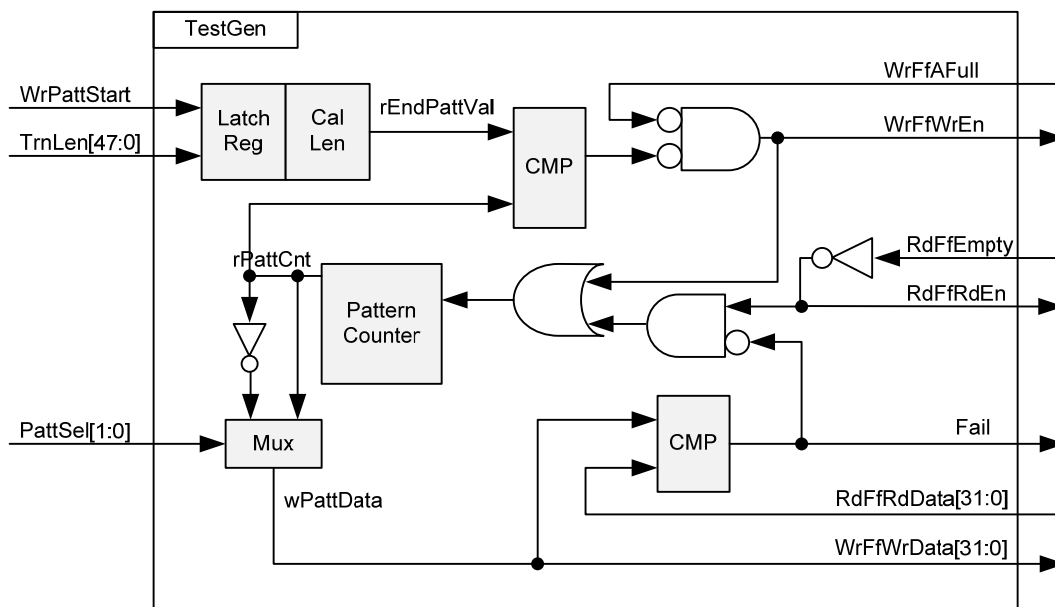 TestGen
WrPattStart
TrnLen[47:0]
Latch
Reg
Cal
Len
rEndPattVal
CMP
WrFfAFull
WrFfWrEn
RdFfEmpty
RdFfRdEn
rPattCnt
Pattern
Counter
PattSel[1:0]
Mux
CMP
Fail
wPattData
RdFfRdData[31:0]
WrFfWrData[31:0]